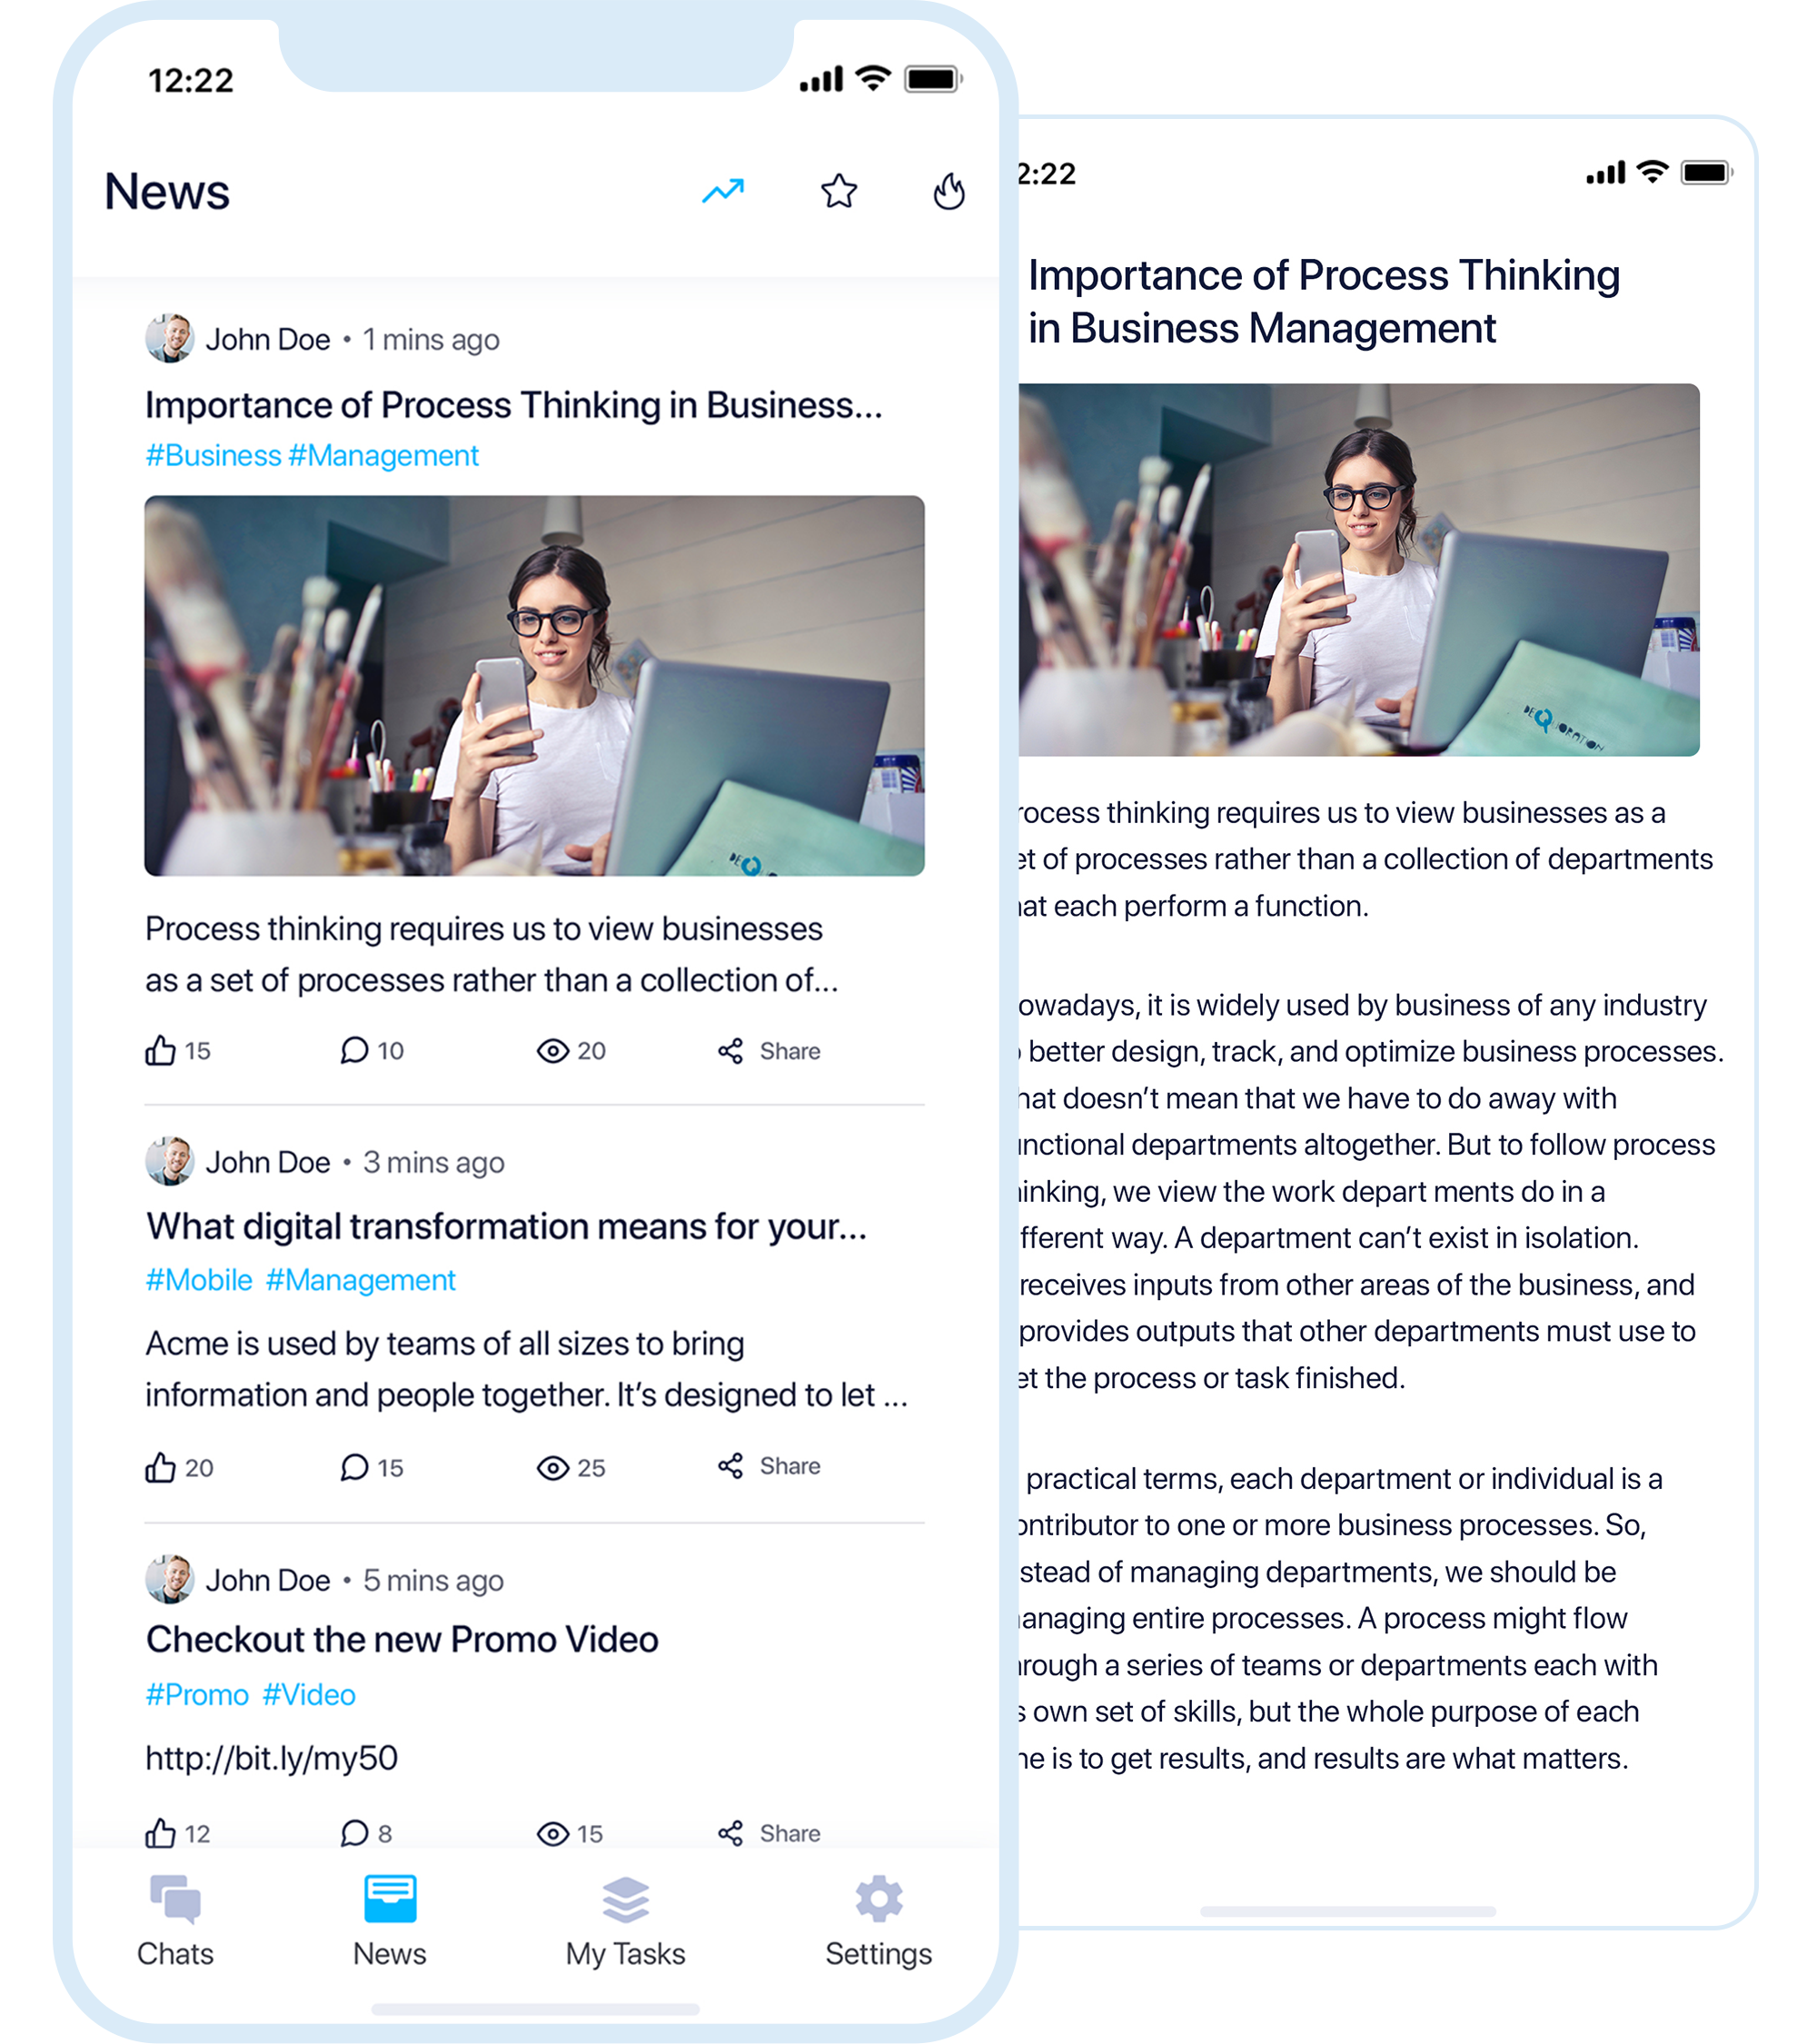 12:22
News
John Doe • 1 mins ago
Importance of Process Thinking in Business...
#Business #Management
Process thinking requires us to view businesses
as a set of processes rather than a collection of...
15 10 20 Share
John Doe • 3 mins ago
What digital transformation means for your...
#Mobile #Management
Acme is used by teams of all sizes to bring
information and people together. It’s designed to let ...
20 15 25 Share
John Doe • 5 mins ago
Checkout the new Promo Video
#Promo #Video
http://bit.ly/my50
12 8 15 Share
Chats News My Tasks Settings
2:22
Importance of Process Thinking
in Business Management
rocess thinking requires us to view businesses as a
et of processes rather than a collection of departments
at each perform a function.
owadays, it is widely used by business of any industry
better design, track, and optimize business processes.
hat doesn’t mean that we have to do away with
nctional departments altogether. But to follow process
inking, we view the work depart ments do in a
fferent way. A department can’t exist in isolation.
receives inputs from other areas of the business, and
provides outputs that other departments must use to
et the process or task finished.
practical terms, each department or individual is a
ontributor to one or more business processes. So,
stead of managing departments, we should be
anaging entire processes. A process might flow
rough a series of teams or departments each with
s own set of skills, but the whole purpose of each
ne is to get results, and results are what matters.